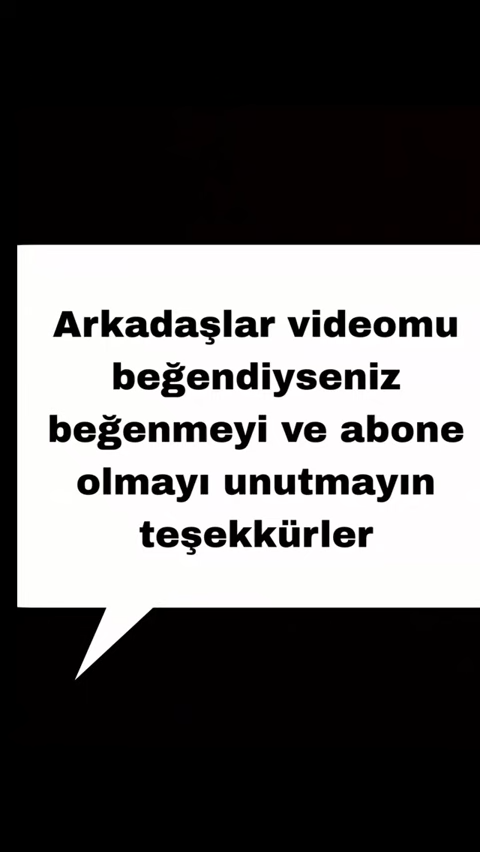 Arkadaşlar videomu
beğendiyseniz
beğenmeyi ve abone
olmayı unutmayın
teşekkürler